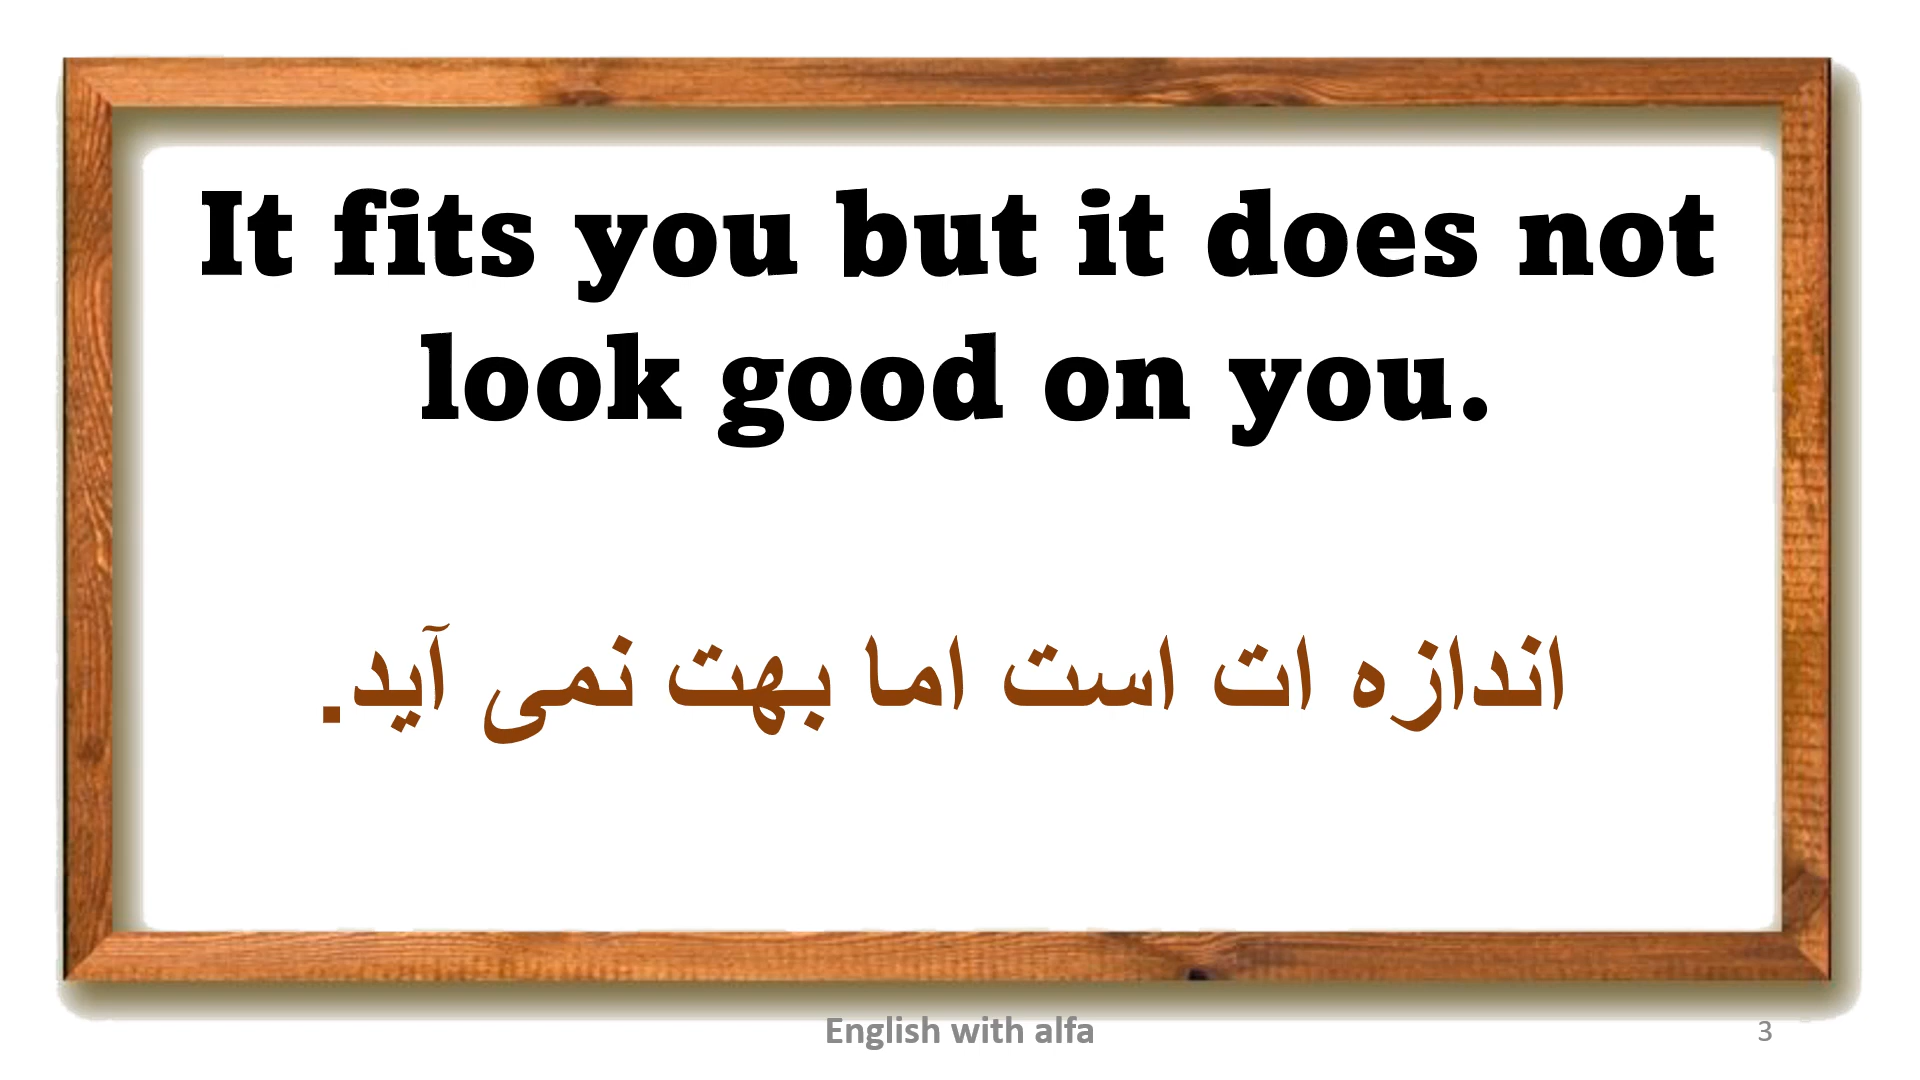 It fits you but it does not
look good on you.
اندازه ات است اما بهت نمی آید.
English with alfa
3